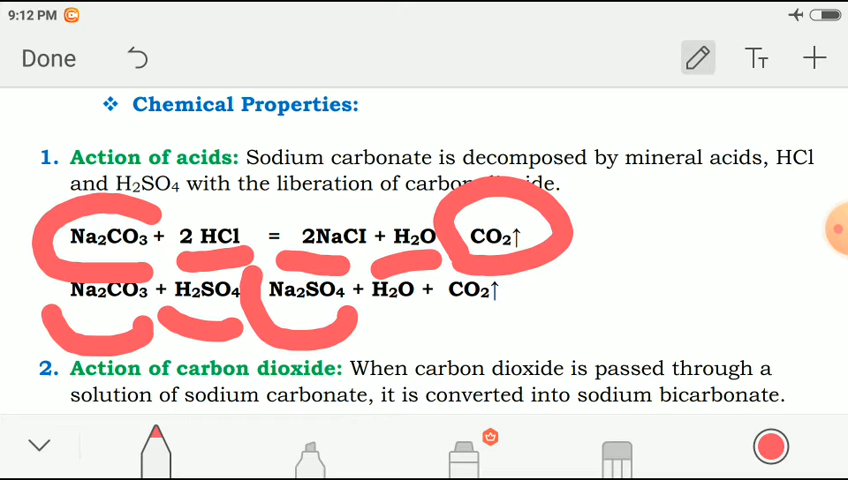 9:12 PM
Done
TT
❖ Chemical Properties:
1. Action of acids: Sodium carbonate is decomposed by mineral acids, HCl
and H₂SO₄ with the liberation of carbon de.
Na₂CO₃ + 2 HCl = 2NaCI + H₂O CO₂↑
Na₂CO₃ + H₂SO₄ Na₂SO₄ + H₂O + CO₂↑
2. Action of carbon dioxide: When carbon dioxide is passed through a
solution of sodium carbonate, it is converted into sodium bicarbonate.